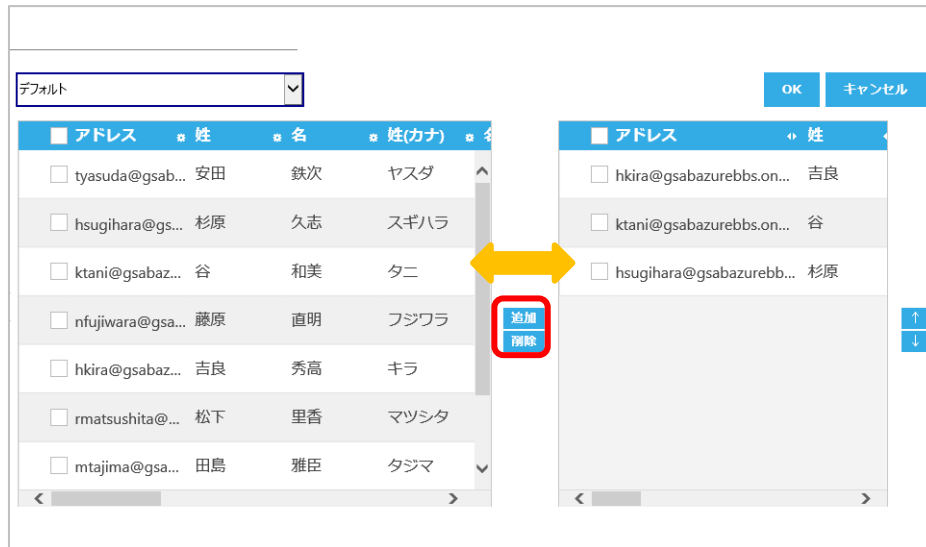 デフォルト
OK キャンセル
アドレス 姓 名 姓(カナ)
tyasuda@gsab... 安田 鉄次 ヤスダ
hsugihara@gs... 杉原 久志 スギハラ
ktani@gsabaz... 谷 和美 タニ
nfujiwara@gsa... 藤原 直明 フジワラ
hkira@gsabaz... 吉良 秀高 キラ
rmatsushita@... 松下 里香 マツシタ
mtajima@gsa... 田島 雅臣 タジマ
追加
削除
アドレス 姓
hkira@gsabazurebbs.on... 吉良
ktani@gsabazurebbs.on... 谷
hsugihara@gsabazurebb... 杉原
↑
↓